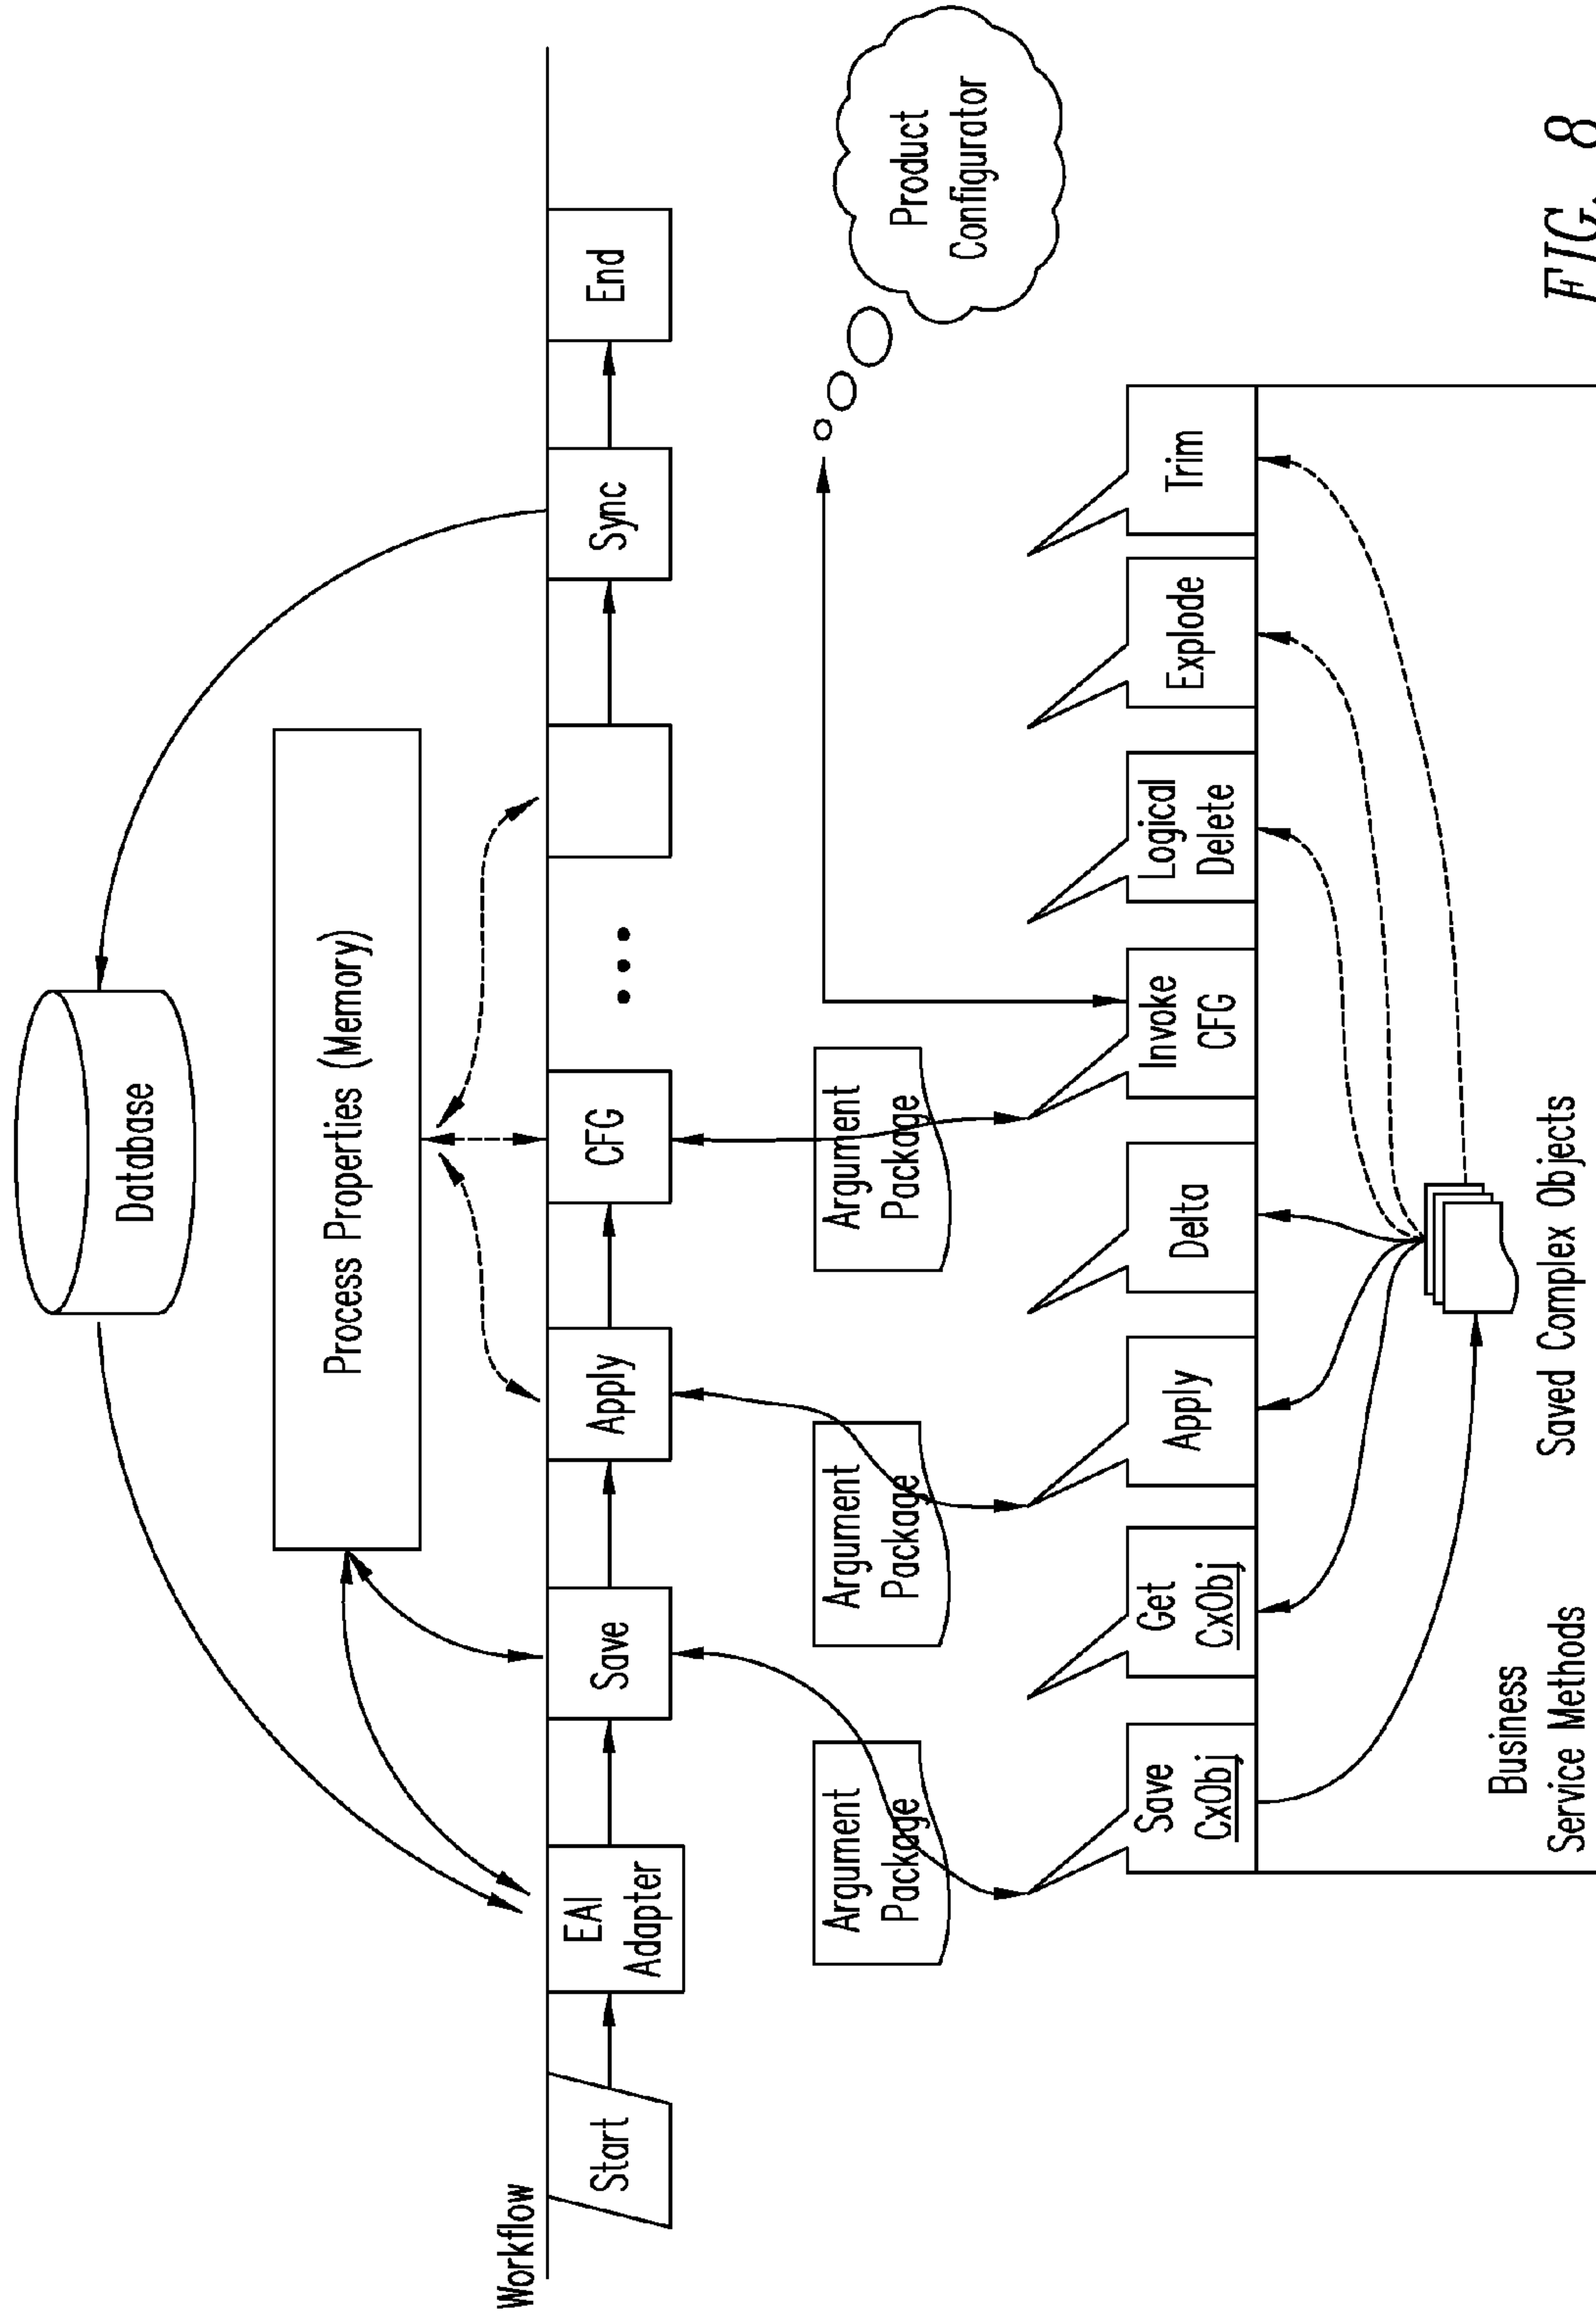 Database
Process Properties (Memory)
Workflow
Start
EAI
Adapter
Save
Apply
CFG
...
Sync
End
Argument
Package
Argument
Package
Argument
Package
Product
Configurator
Save
CxObj
Get
CxObj
Apply
Delta
Invoke
CFG
Logical
Delete
Explode
Trim
Business
Service Methods
Saved Complex Objects
FIG. 8